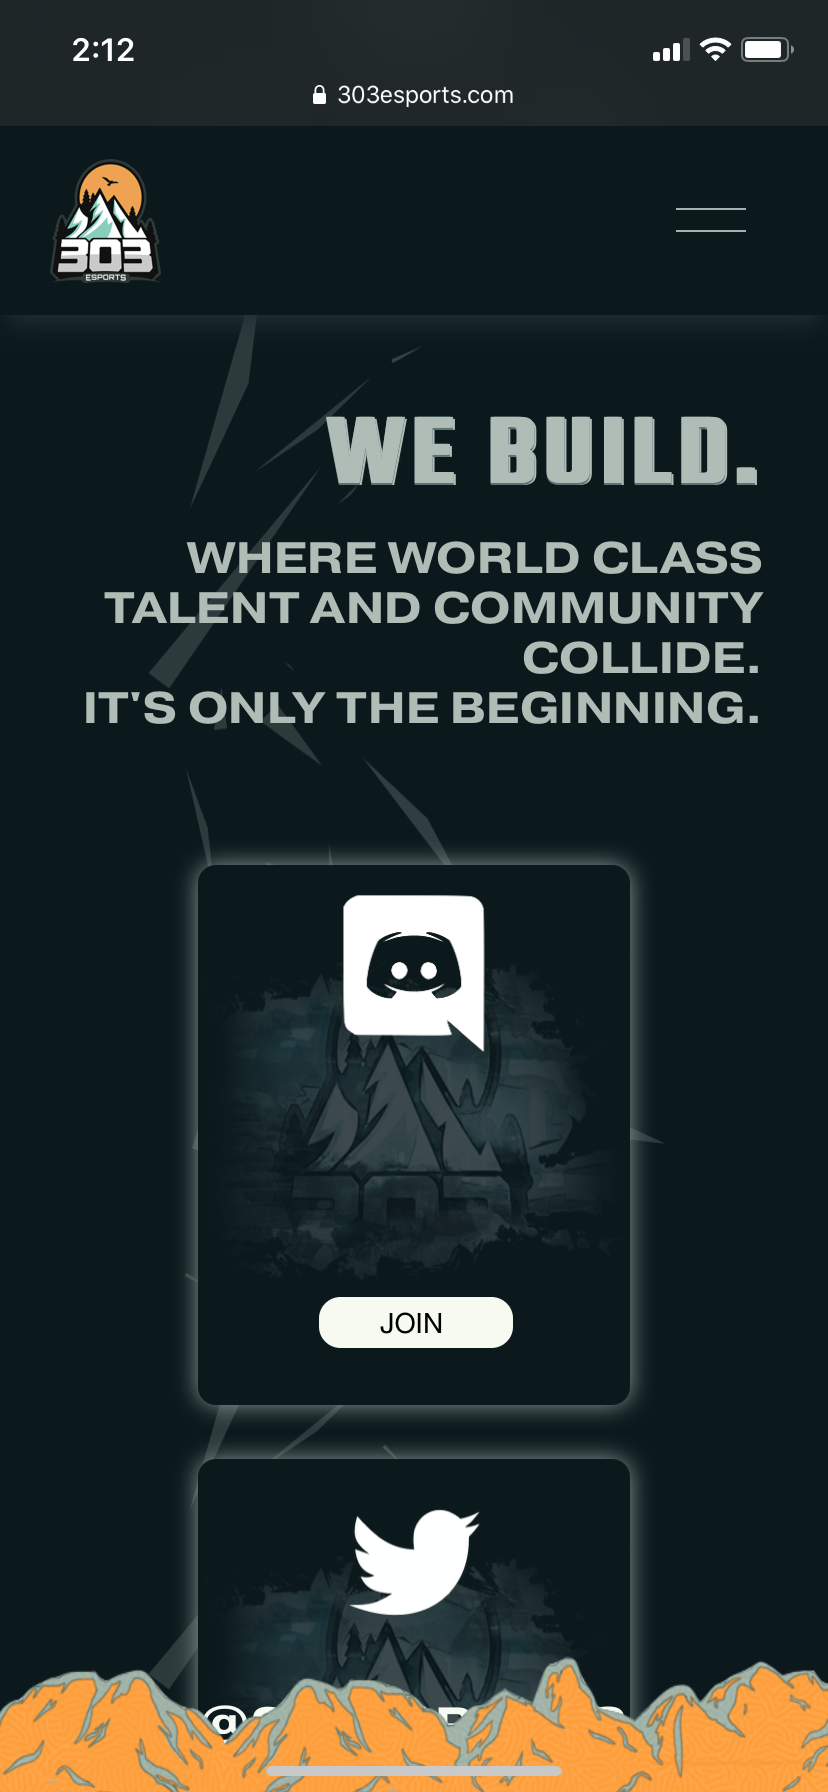 2:12
303esports.com
303
ESPORTS
WE BUILD.
WHERE WORLD CLASS
TALENT AND COMMUNITY
COLLIDE.
IT'S ONLY THE BEGINNING.
303
JOIN